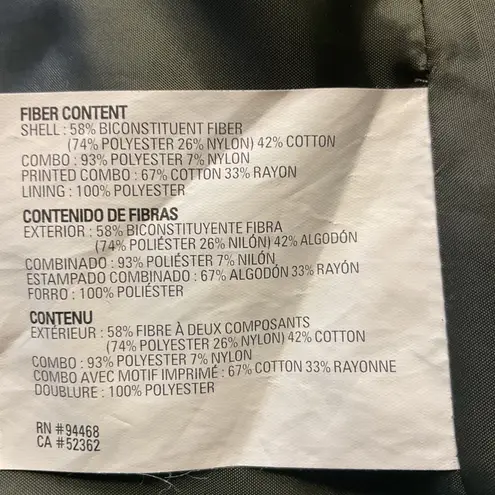 FIBER CONTENT
SHELL : 58% BICONSTITUENT FIBER
(74% POLYESTER 26% NYLON) 42% COTTON
COMBO : 93% POLYESTER 7% NYLON
PRINTED COMBO : 67% COTTON 33% RAYON
LINING : 100% POLYESTER
CONTENIDO DE FIBRAS
EXTERIOR : 58% BICONSTITUYENTE FIBRA
(74% POLIÉSTER 26% NILÓN) 42% ALGODÓN
COMBINADO : 93% POLIÉSTER 7% NILÓN
ESTAMPADO COMBINADO : 67% ALGODÓN 33% RAYÓN
FORRO : 100% POLIÉSTER
CONTENU
EXTÉRIEUR : 58% FIBRE À DEUX COMPOSANTS
(74% POLYESTER 26% NYLON) 42% COTTON
COMBO : 93% POLYESTER 7% NYLON
COMBO AVEC MOTIF IMPRIMÉ : 67% COTTON 33% RAYONNE
DOUBLURE : 100% POLYESTER
RN #94468
CA #52362